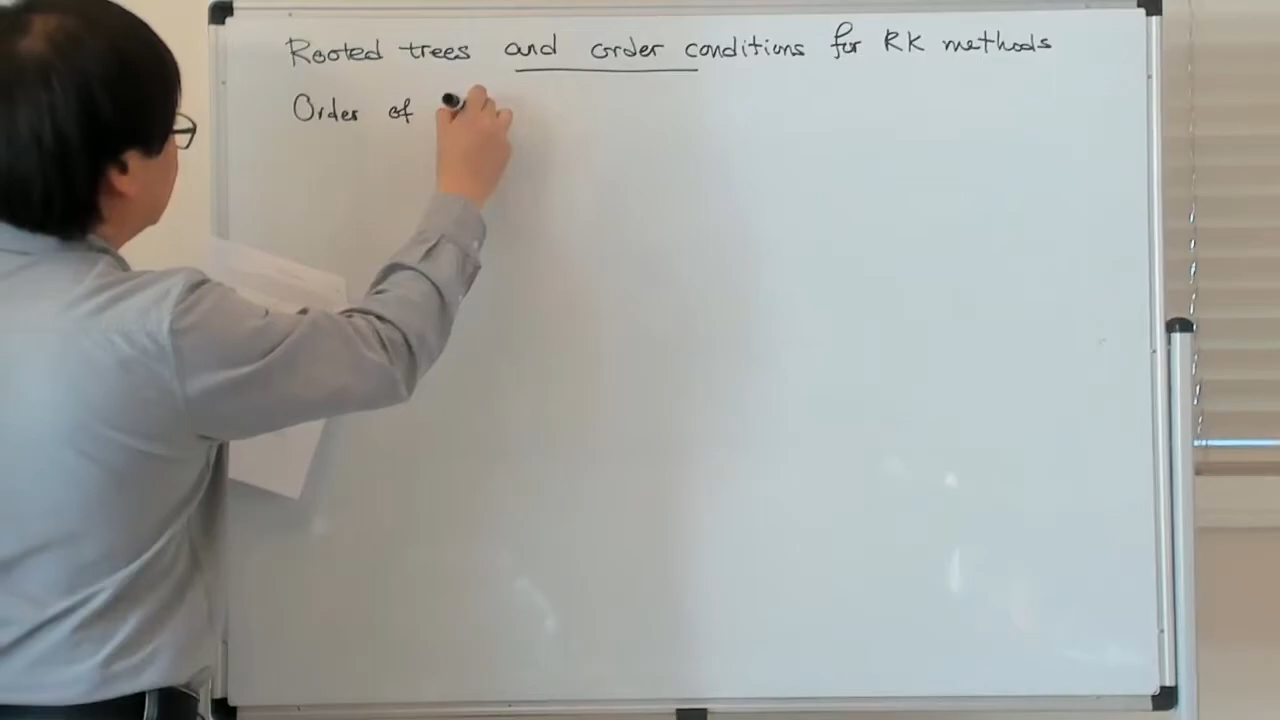 Rooted trees and order conditions for RK methods
Order of